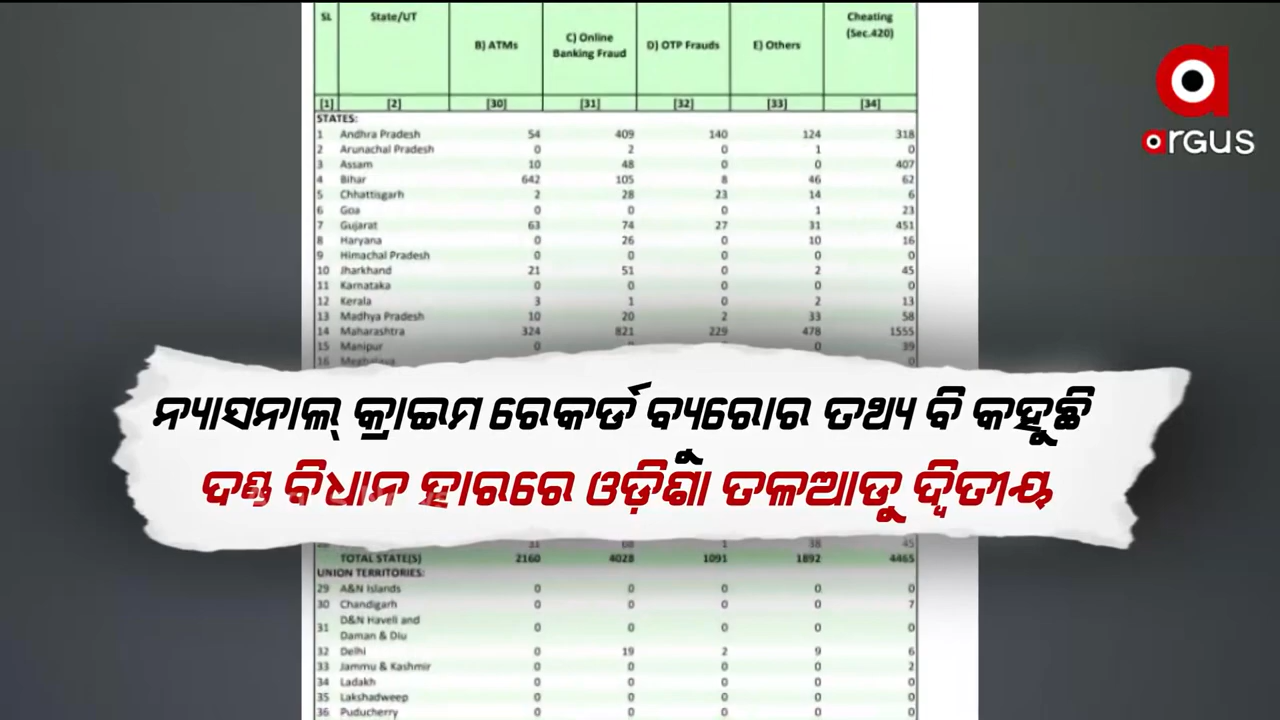 SL State/UT B) ATMs C) Online Banking Fraud D) OTP Frauds E) Others Cheating (Sec.420)
[1] [2] [30] [31] [32] [33] [34]
STATES:
1 Andhra Pradesh 54 409 140 124 318
2 Arunachal Pradesh 0 2 0 1 0
3 Assam 10 48 0 0 407
4 Bihar 642 105 8 46 62
5 Chhattisgarh 2 28 23 14 6
6 Goa 0 0 0 1 23
7 Gujarat 63 74 27 31 451
8 Haryana 0 26 0 10 16
9 Himachal Pradesh 0 0 0 0 0
10 Jharkhand 21 51 0 2 45
11 Karnataka 0 0 0 0 0
12 Kerala 3 1 0 2 13
13 Madhya Pradesh 10 20 2 33 58
14 Maharashtra 324 821 229 478 1555
15 Manipur 0 0 39
16 Meghalaya 0
ନ୍ୟାସନାଲ୍ କ୍ରାଇମ ରେକର୍ଡ ବ୍ୟୁରୋର ତଥ୍ୟ ବି କହୁଛି
ଦଣ୍ଡ ବିଧାନ ହାରରେ ଓଡ଼ିଶା ତଳଆଡୁ ଦ୍ୱିତୀୟ
31 68 1 38 45
TOTAL STATE(S) 2160 4028 1091 1892 4465
UNION TERRITORIES:
29 A&N Islands 0 0 0 0 0
30 Chandigarh 0 0 0 0 7
31 D&N Haveli and Daman & Diu 0 0 0 0 0
32 Delhi 0 19 2 9 6
33 Jammu & Kashmir 0 0 0 0 2
34 Ladakh 0 0 0 0 0
35 Lakshadweep 0 0 0 0 0
36 Puducherry 0 0 0 0 0
argus